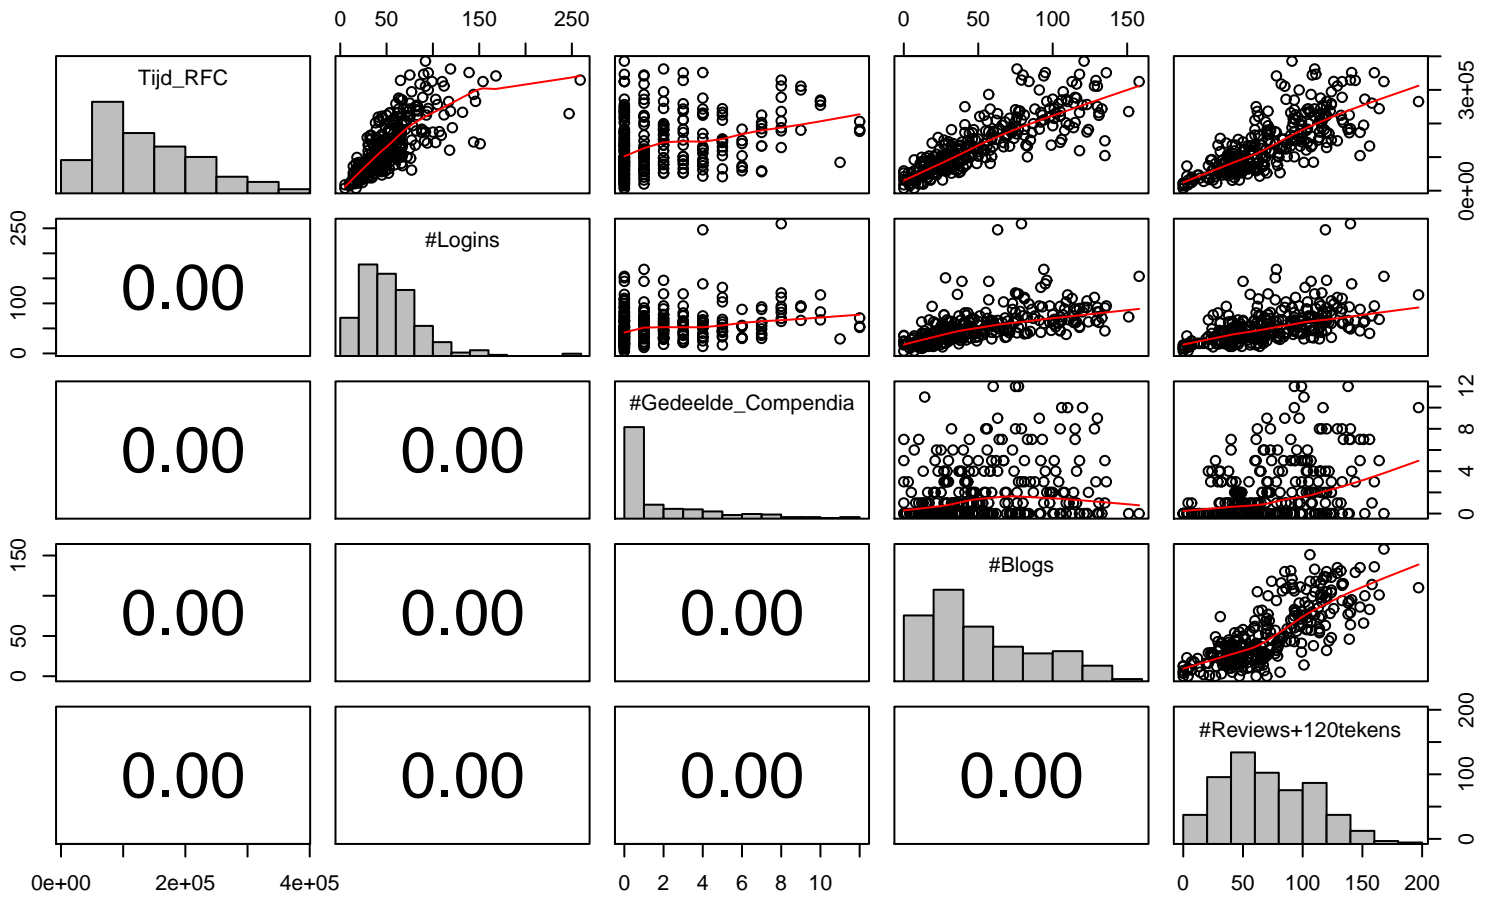 0 50 150 250 0 50 100 150
Tijd_RFC
0e+00 3e+05
0 100 250
0.00 #Logins
0.00 0.00 #Gedeelde_Compendia
0 4 8 12
0 50 150
0.00 0.00 0.00 #Blogs
0.00 0.00 0.00 0.00 #Reviews+120tekens
0 100 200
0e+00 2e+05 4e+05 0 2 4 6 8 10 0 50 100 150 200